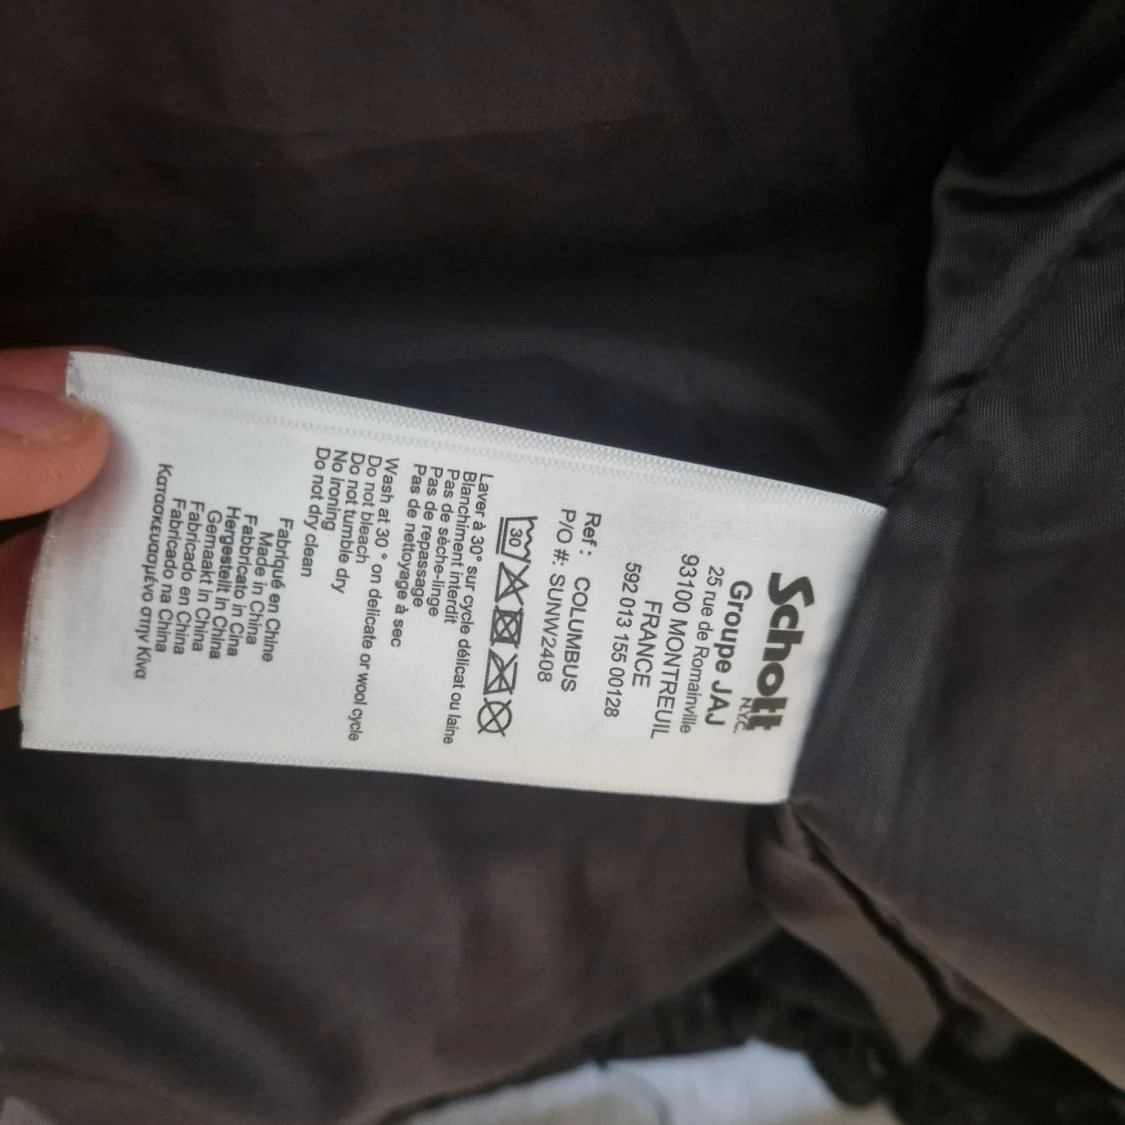 Schott
N.Y.C.
Groupe JAJ
25 rue de Romainville
93100 MONTREUIL
FRANCE
592 013 155 00128
Ref : COLUMBUS
P/O #: SUNW2408
30
Laver à 30° sur cycle délicat ou laine
Blanchiment interdit
Pas de sèche-linge
Pas de repassage
Pas de nettoyage à sec
Wash at 30 ° on delicate or wool cycle
Do not bleach
Do not tumble dry
No ironing
Do not dry clean
Fabriqué en Chine
Made in China
Fabbricato in Cina
Hergestellt in China
Gemaakt in China
Fabricado en China
Fabricado na China
Κατασκευασμένο στην Κίνα